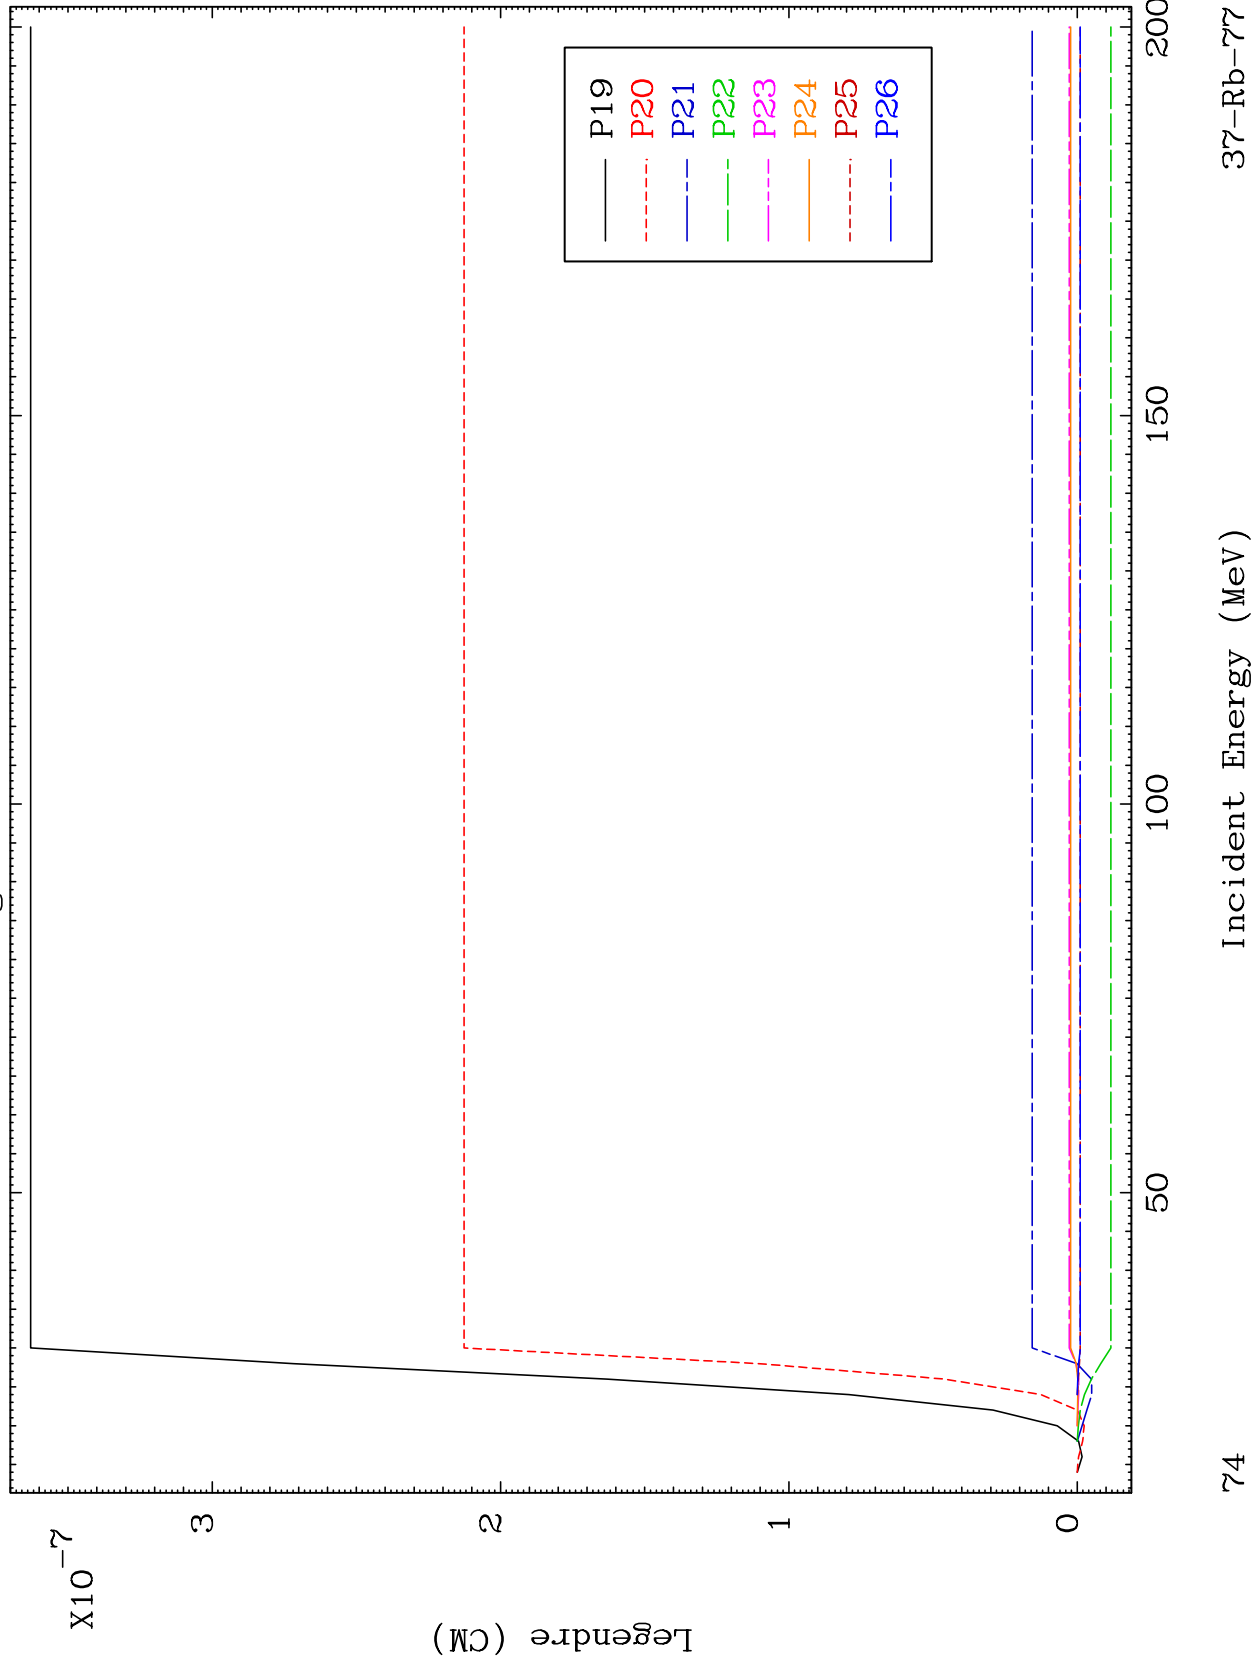 X10-7
3
2
1
0
Legendre (CM)
50
100
150
200
Incident Energy (MeV)
P19
P20
P21
P22
P23
P24
P25
P26
74
37-Rb-77